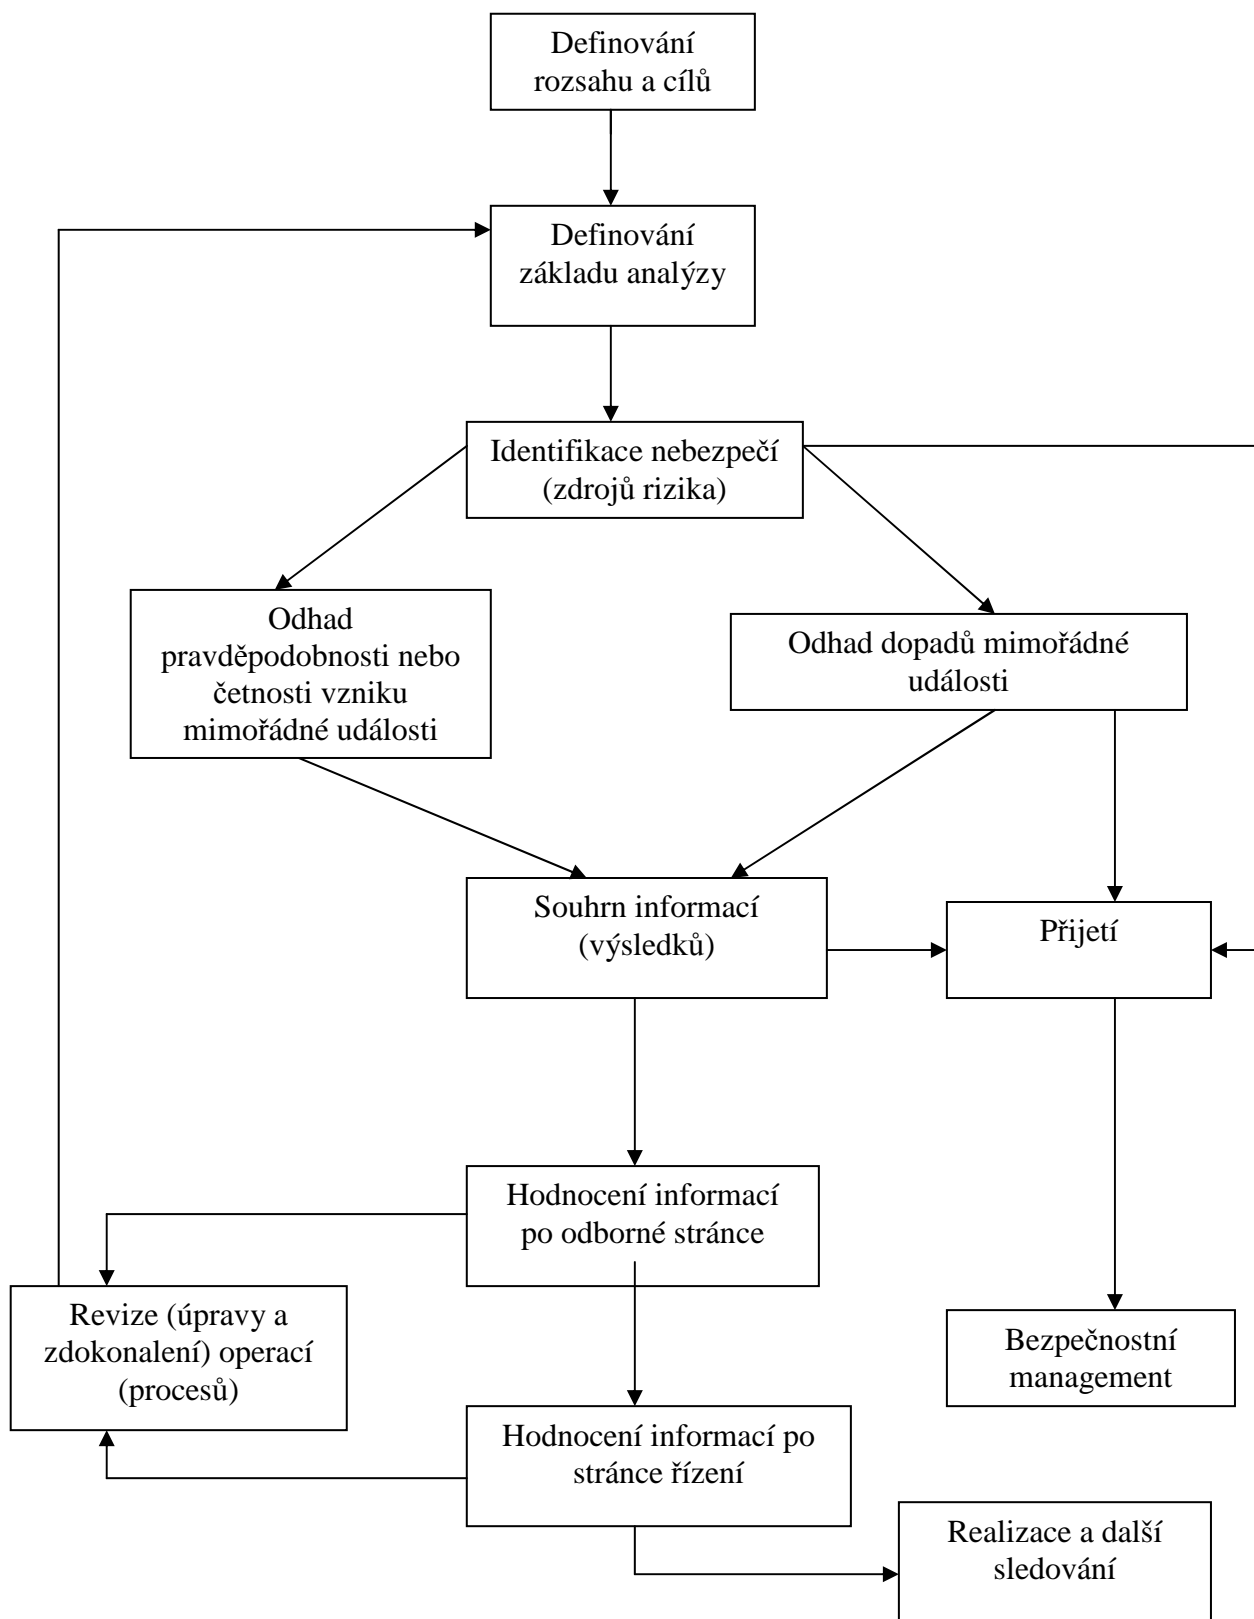 Definování
rozsahu a cílů
Definování
základu analýzy
Identifikace nebezpečí
(zdrojů rizika)
Odhad
pravděpodobnosti nebo
četnosti vzniku
mimořádné události
Odhad dopadů mimořádné
události
Souhrn informací
(výsledků)
Přijetí
Hodnocení informací
po odborné stránce
Revize (úpravy a
zdokonalení) operací
(procesů)
Bezpečnostní
management
Hodnocení informací po
stránce řízení
Realizace a další
sledování